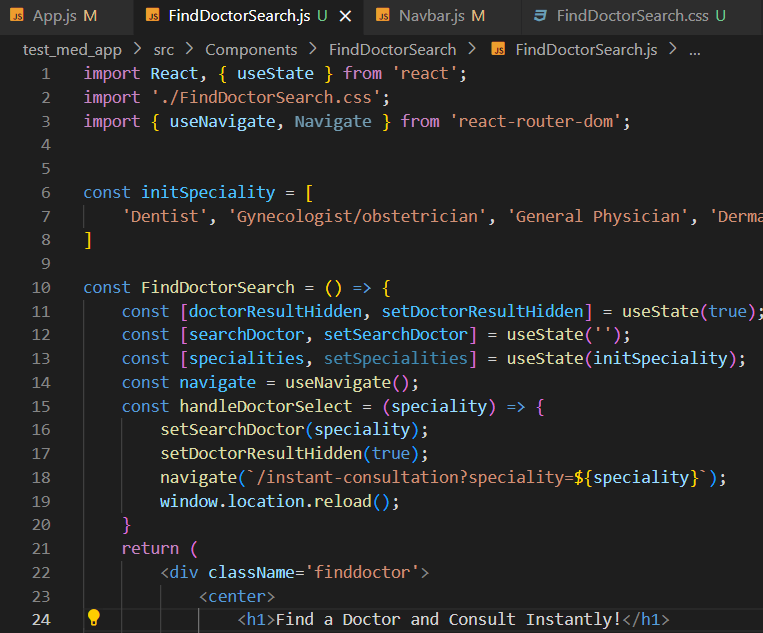 App.js M FindDoctorSearch.js U Navbar.js M FindDoctorSearch.css U
test_med_app > src > Components > FindDoctorSearch > FindDoctorSearch.js > ...
1 import React, { useState } from 'react';
2 import './FindDoctorSearch.css';
3 import { useNavigate, Navigate } from 'react-router-dom';
4
5
6 const initSpeciality = [
7     'Dentist', 'Gynecologist/obstetrician', 'General Physician', 'Derma
8 ]
9
10 const FindDoctorSearch = () => {
11     const [doctorResultHidden, setDoctorResultHidden] = useState(true);
12     const [searchDoctor, setSearchDoctor] = useState('');
13     const [specialities, setSpecialities] = useState(initSpeciality);
14     const navigate = useNavigate();
15     const handleDoctorSelect = (speciality) => {
16         setSearchDoctor(speciality);
17         setDoctorResultHidden(true);
18         navigate(`/instant-consultation?speciality=${speciality}`);
19         window.location.reload();
20     }
21     return (
22         <div className='finddoctor'>
23             <center>
24                 <h1>Find a Doctor and Consult Instantly!</h1>